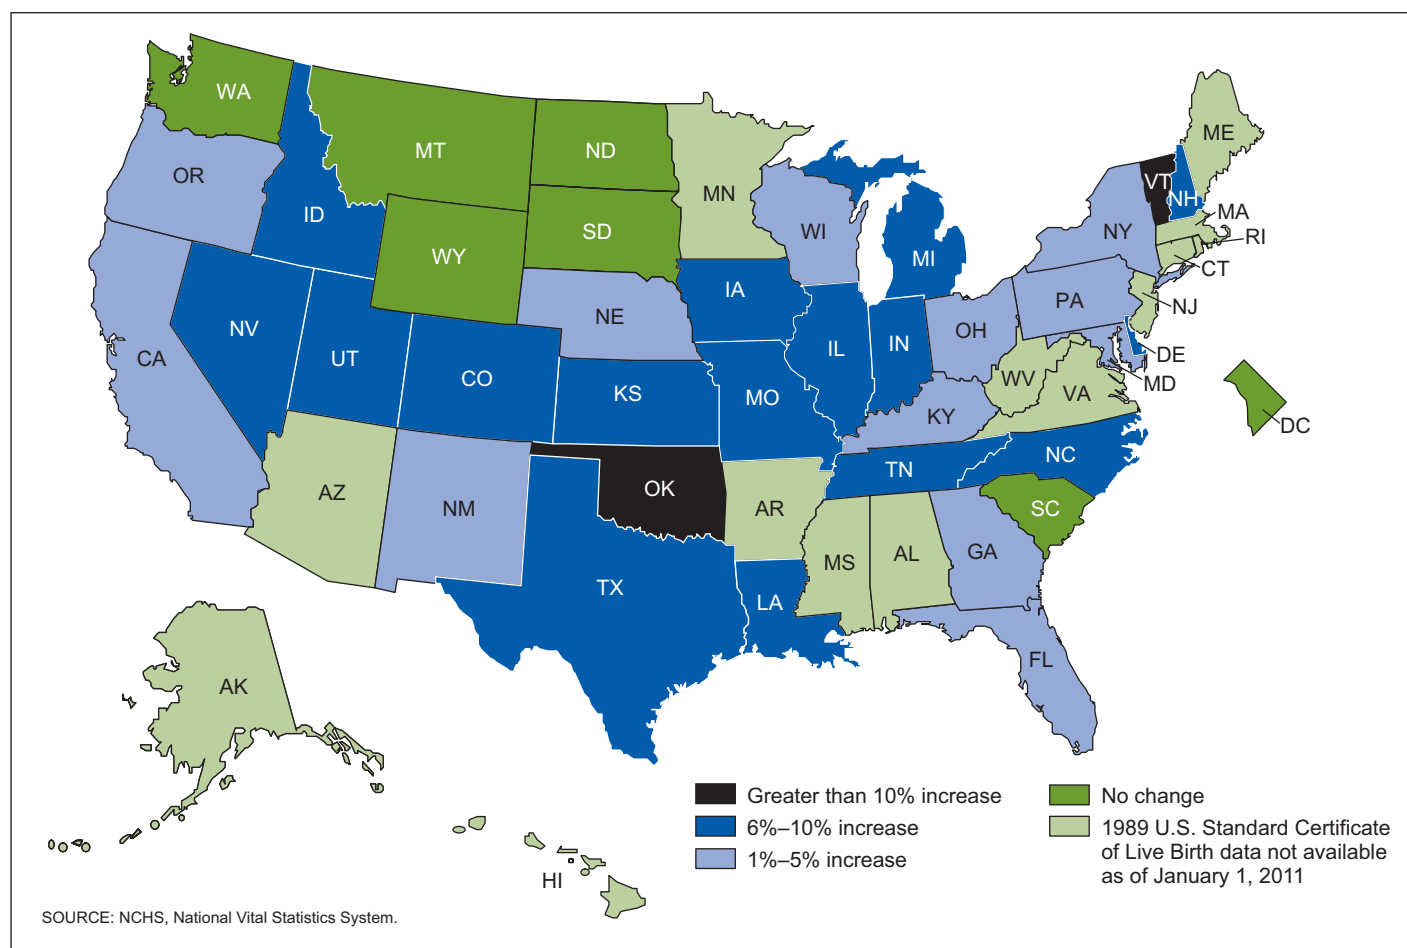 WA
MT
ND
MN
ME
OR
ID
SD
WI
VT
NH
MA
NY
RI
WY
MI
CT
IA
NE
PA
NJ
NV
OH
UT
IL
IN
DE
CA
CO
WV
MD
KS
MO
VA
KY
DC
NC
TN
AZ
OK
NM
AR
SC
MS
AL
GA
TX
LA
FL
AK
HI
Greater than 10% increase
6%–10% increase
1%–5% increase
No change
1989 U.S. Standard Certificate
of Live Birth data not available
as of January 1, 2011
SOURCE: NCHS, National Vital Statistics System.